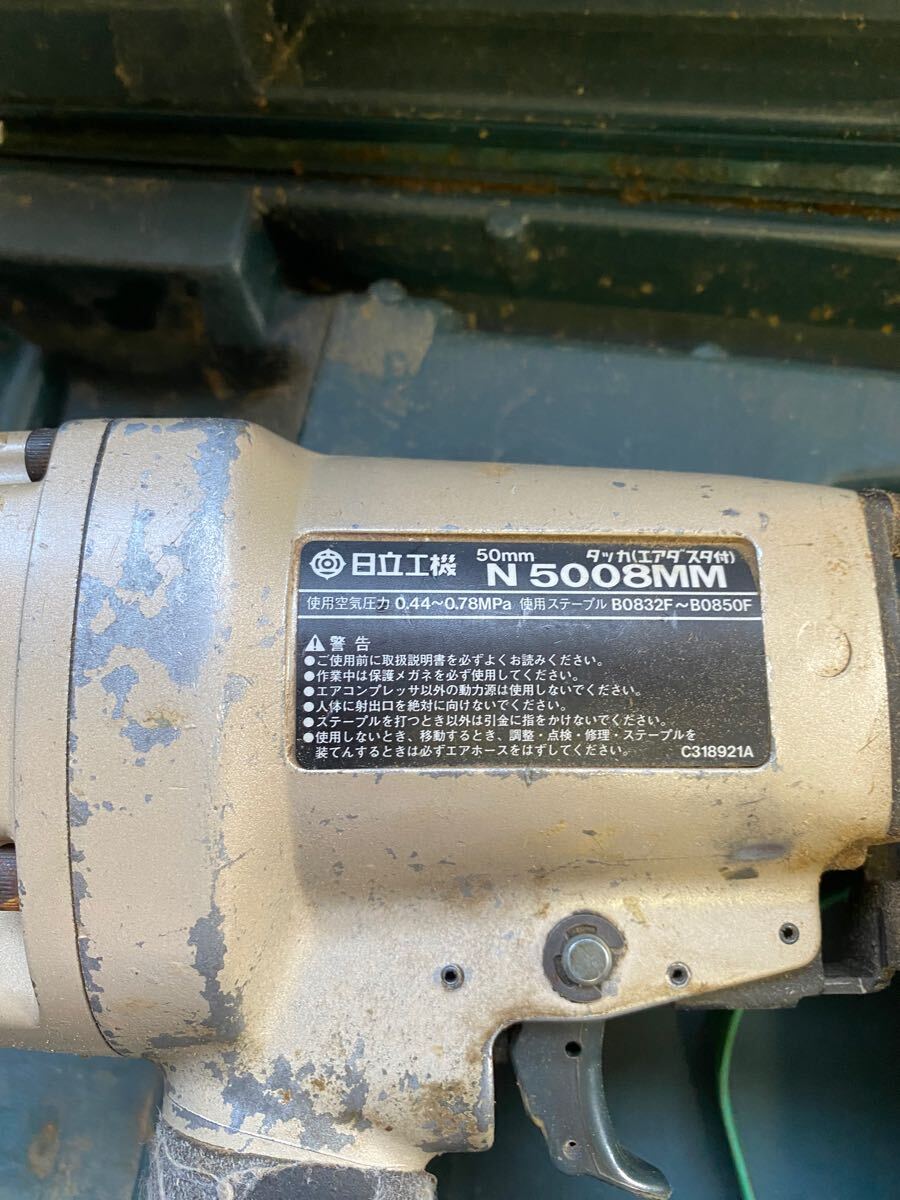 日立工機 50mm タッカ(エアダスタ付)
N 5008MM
使用空気圧力 0.44〜0.78MPa 使用ステープル B0832F〜B0850F
警告
●ご使用前に取扱説明書を必ずよくお読みください。
●作業中は保護メガネを必ず使用してください。
●エアコンプレッサ以外の動力源は使用しないでください。
●人体に射出口を絶対に向けないでください。
●ステープルを打つとき以外は引金に指をかけないでください。
●使用しないとき、移動するとき、調整・点検・修理・ステープルを
装てんするときは必ずエアホースをはずしてください。 C318921A